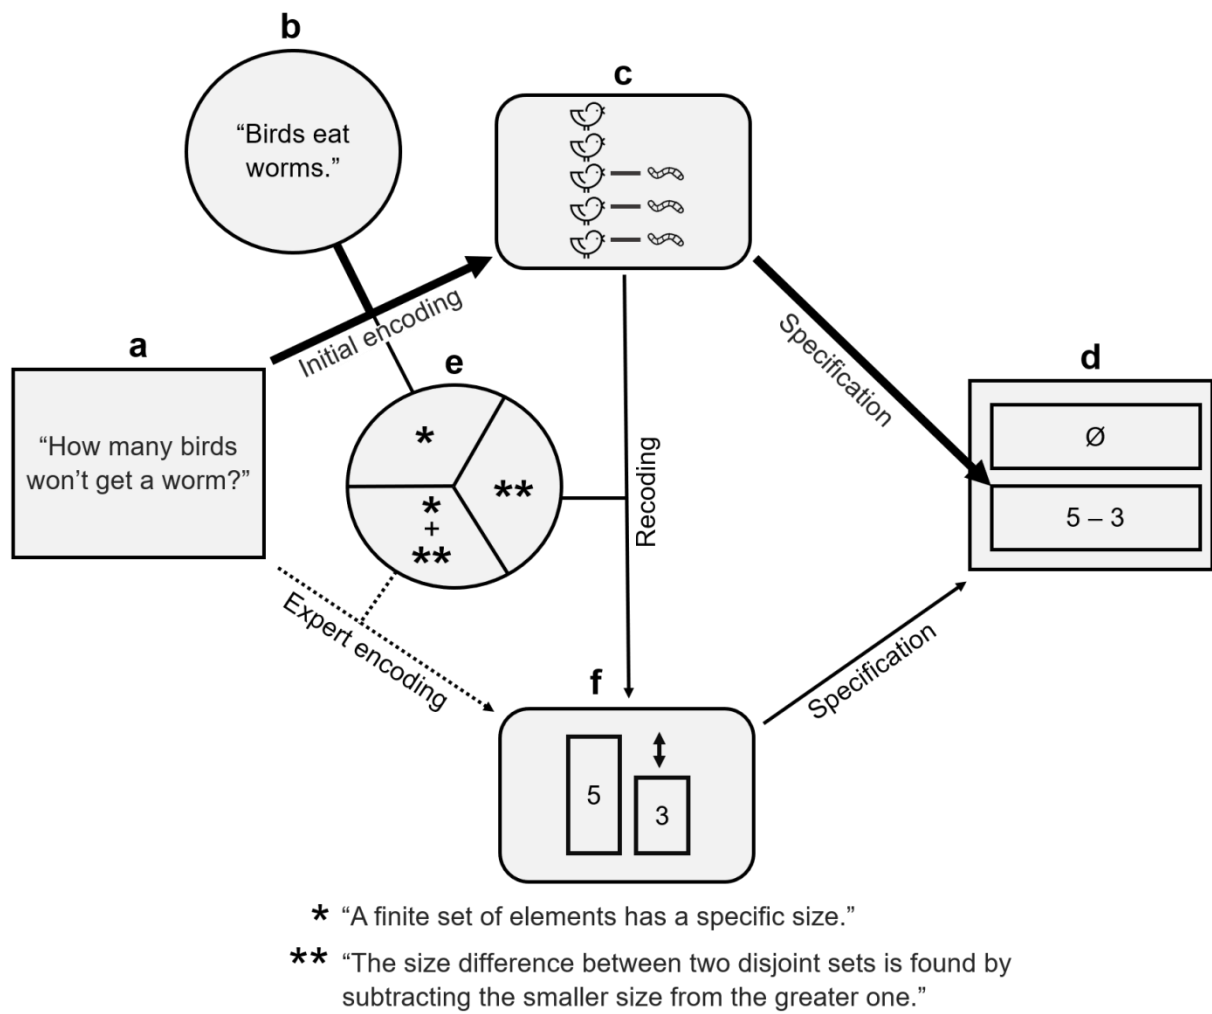 b
“Birds eat
worms.”
c
Initial encoding
a
“How many birds
won’t get a worm?”
e
*
**
*
+
**
Specification
d
Ø
5 – 3
Recoding
Expert encoding
Specification
f
5
3
* “A finite set of elements has a specific size.”
** “The size difference between two disjoint sets is found by
subtracting the smaller size from the greater one.”